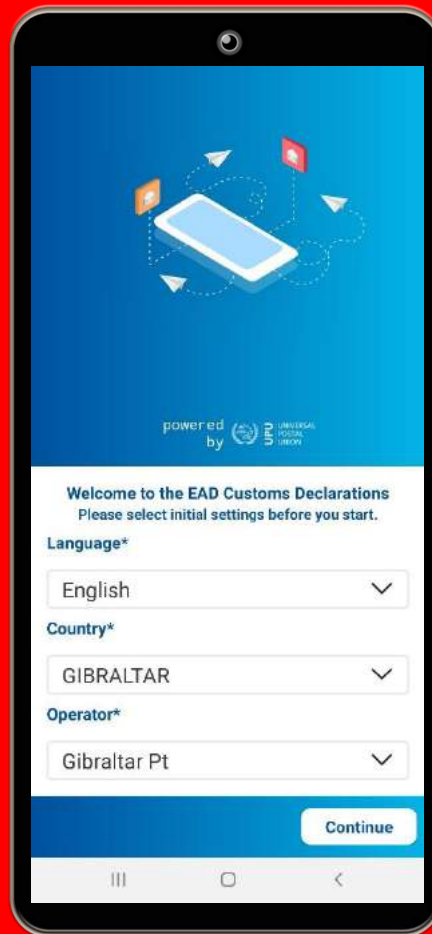 powered
by
UPU
UNIVERSAL
POSTAL
UNION
Welcome to the EAD Customs Declarations
Please select initial settings before you start.
Language*
English
Country*
GIBRALTAR
Operator*
Gibraltar Pt
Continue